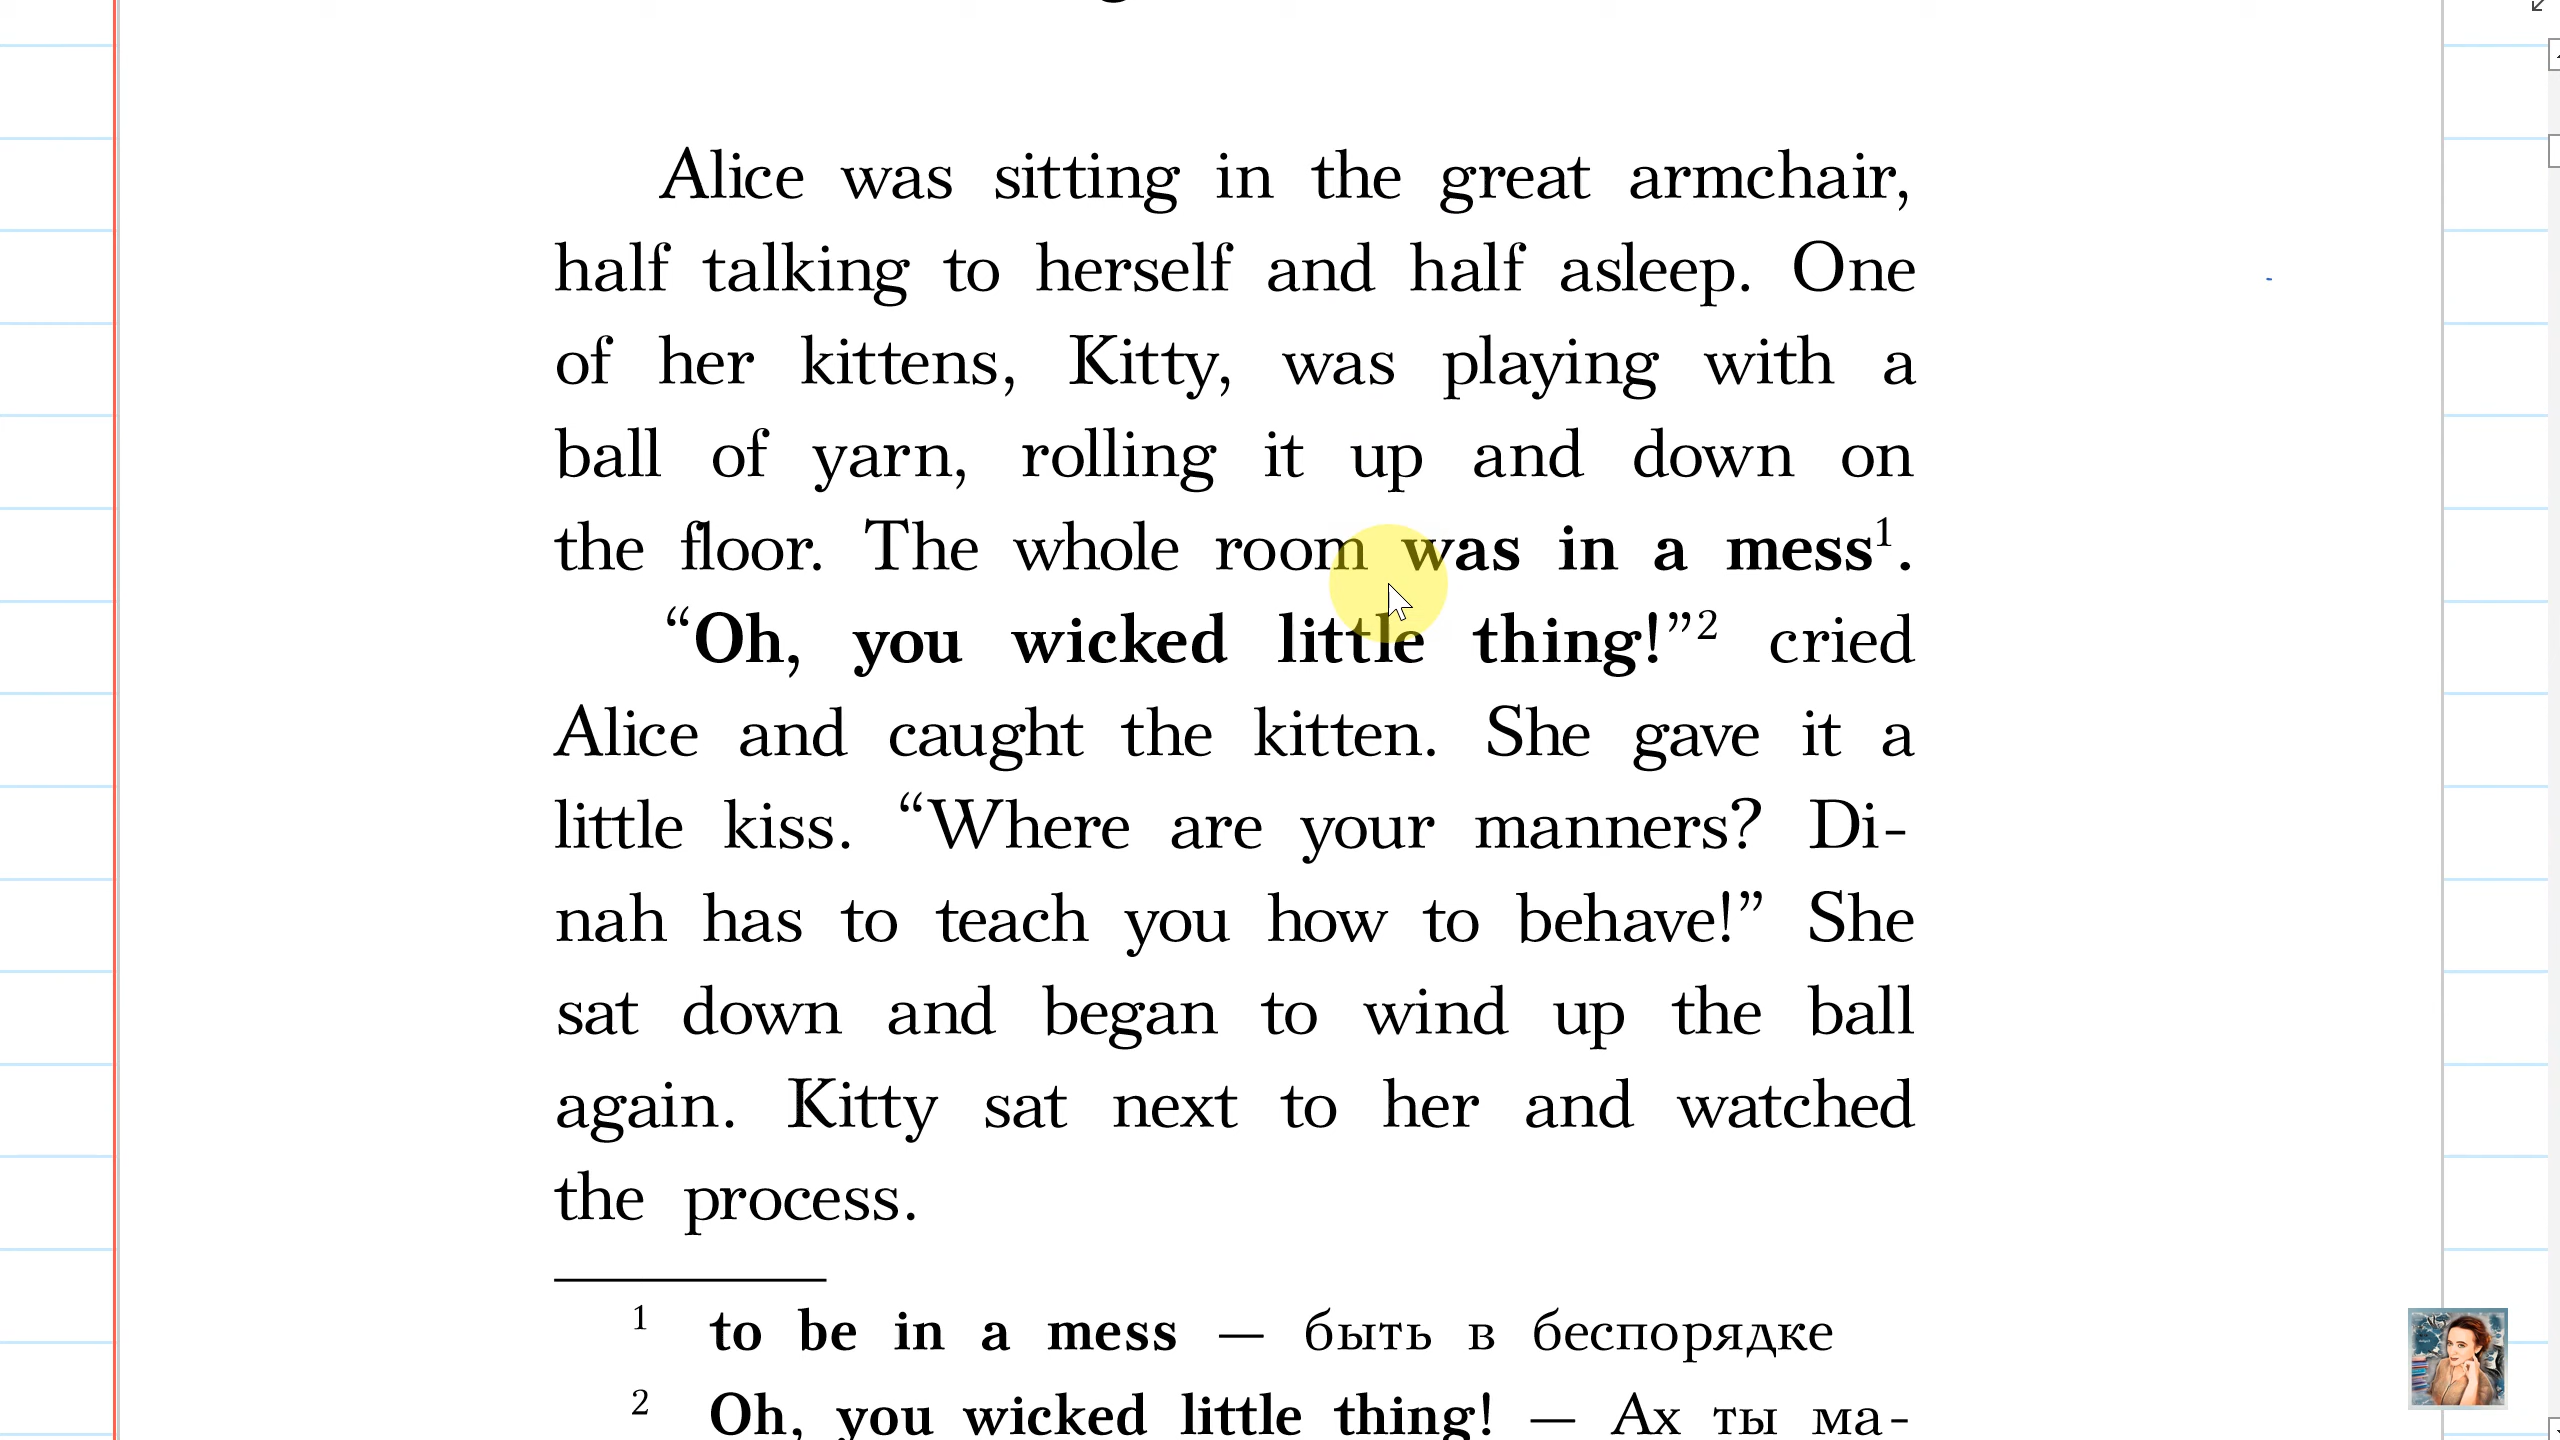 Alice was sitting in the great armchair,
half talking to herself and half asleep. One
of her kittens, Kitty, was playing with a
ball of yarn, rolling it up and down on
the floor. The whole room was in a mess¹.
“Oh, you wicked little thing!”² cried
Alice and caught the kitten. She gave it a
little kiss. “Where are your manners? Di-
nah has to teach you how to behave!” She
sat down and began to wind up the ball
again. Kitty sat next to her and watched
the process.
¹ to be in a mess — быть в беспорядке
² Oh, you wicked little thing! — Ах ты ма-